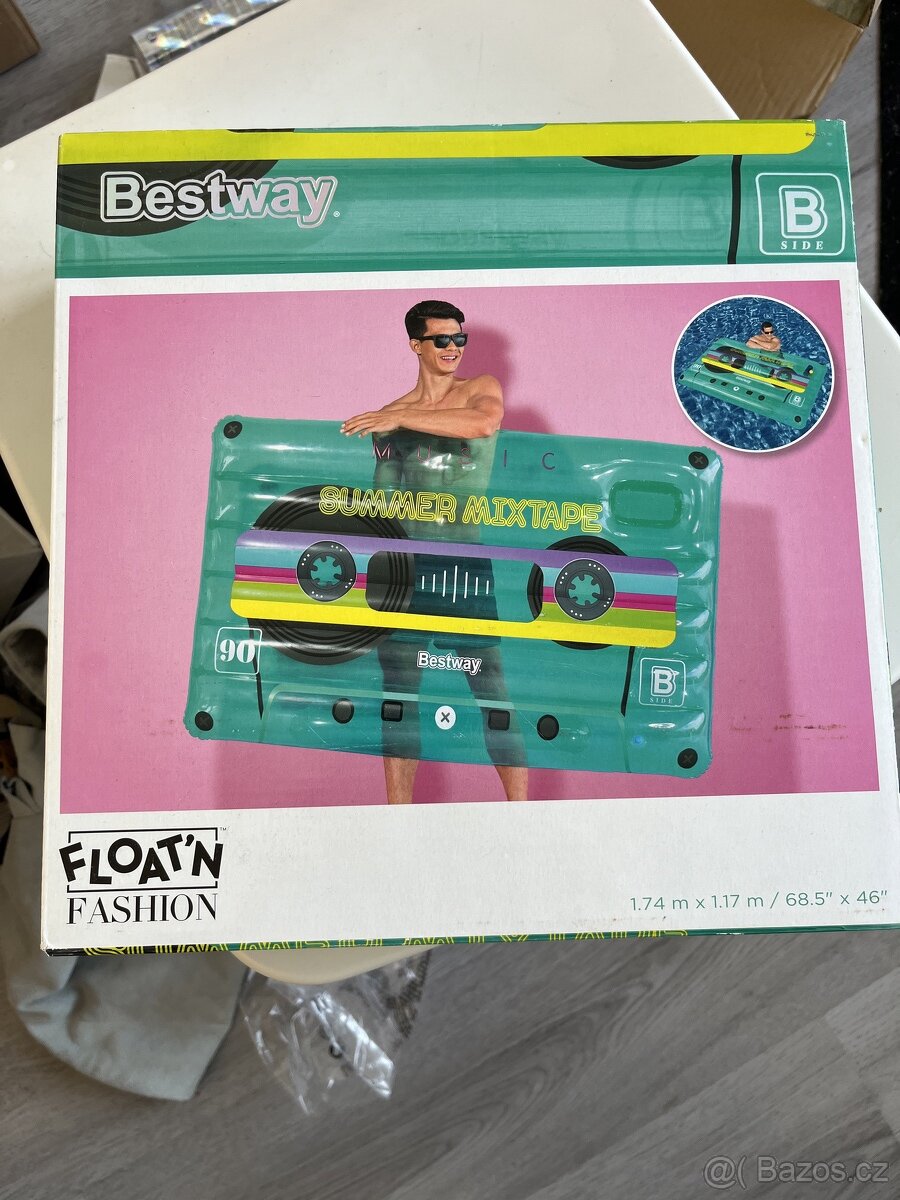 Bestway®
B
SIDE
MUSIC
SUMMER MIXTAPE
90
Bestway
B
SIDE
FLOAT'N™
FASHION
1.74 m x 1.17 m / 68.5" x 46"
@( Bazos.cz